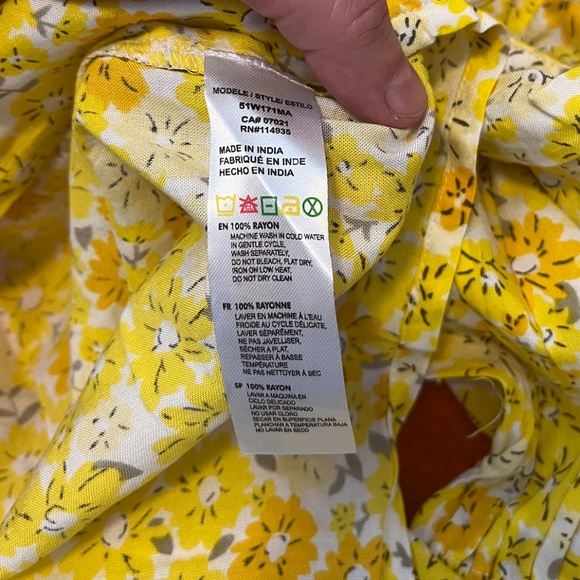 MODELE / STYLE/ ESTILO
51W171MA
CA# 07021
RN#114935
MADE IN INDIA
FABRIQUÉ EN INDE
HECHO EN INDIA
EN 100% RAYON
MACHINE WASH IN COLD WATER
IN GENTLE CYCLE,
WASH SEPARATELY,
DO NOT BLEACH, FLAT DRY,
IRON ON LOW HEAT,
DO NOT DRY CLEAN
FR 100% RAYONNE
LAVER EN MACHINE À L'EAU
FROIDE AU CYCLE DÉLICATE,
LAVER SÉPARÉMENT,
NE PAS JAVELLISER,
SÉCHER À PLAT,
REPASSER À BASSE
TEMPÉRATURE
NE PAS NETTOYER À SEC
SP 100% RAYON
LAVAR A MAQUINA EN
CICLO DELICADO
LAVAR POR SEPARADO
NO USAR CLORO
SECAR EN SUPERFICIE PLANA
PLANCHAR A TEMPERATURA BAJA
NO LAVAR EN SECO